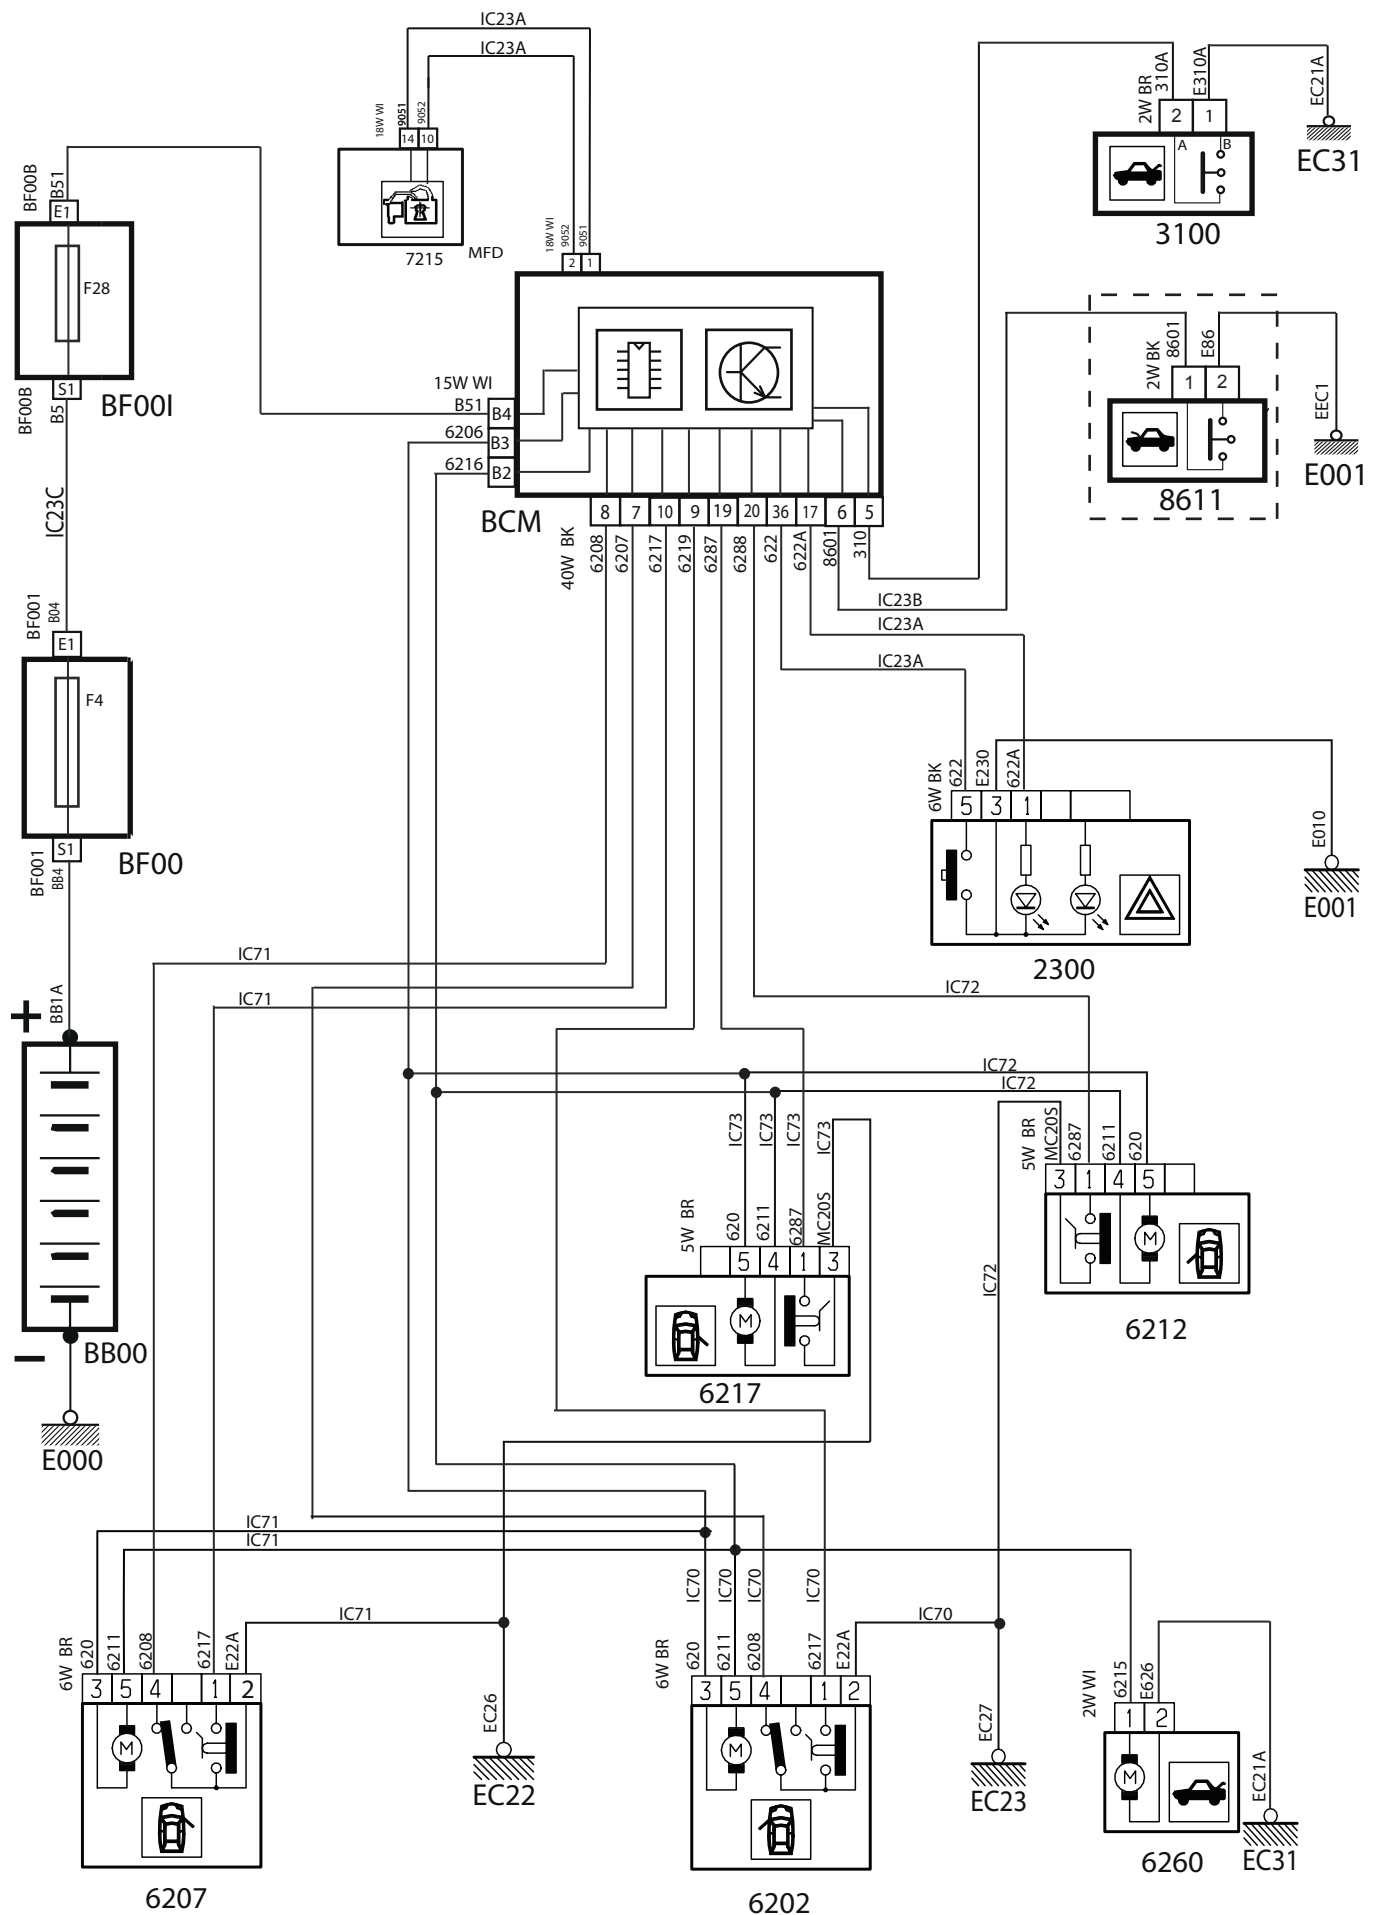 IC23A
IC23A
18W WI
9051
9052
14
10
7215
MFD
18W WI
9052
9051
2
1
BF00B
B51
E1
F28
S1
BF00B
B5
BF00I
IC23C
BF001
B04
E1
F4
S1
BF001
BB4
BF00
BB1A
+
−
BB00
E000
15W WI
B51
B4
6206
B3
6216
B2
BCM
8
7
10
9
19
20
36
17
6
5
40W BK
6208
6207
6217
6219
6287
6288
622
622A
8601
310
2W BR
310A
E310A
2
1
A
B
3100
EC21A
EC31
2W BK
8601
E86
1
2
8611
EEC1
E001
IC23B
IC23A
IC23A
6W BK
622
E230
622A
5
3
1
2300
E010
E001
IC71
IC71
IC72
IC72
IC72
IC73
IC73
IC73
IC73
5W BR
620
6211
6287
MC20S
5
4
1
3
M
6217
5W BR
MC20S
6287
6211
620
3
1
4
5
M
6212
IC72
IC71
IC71
IC71
6W BR
620
6211
6208
6217
E22A
3
5
4
1
2
M
6207
EC26
EC22
IC70
IC70
IC70
IC70
IC70
6W BR
620
6211
6208
6217
E22A
3
5
4
1
2
M
6202
EC27
EC23
2W WI
6215
E626
1
2
M
6260
EC21A
EC31